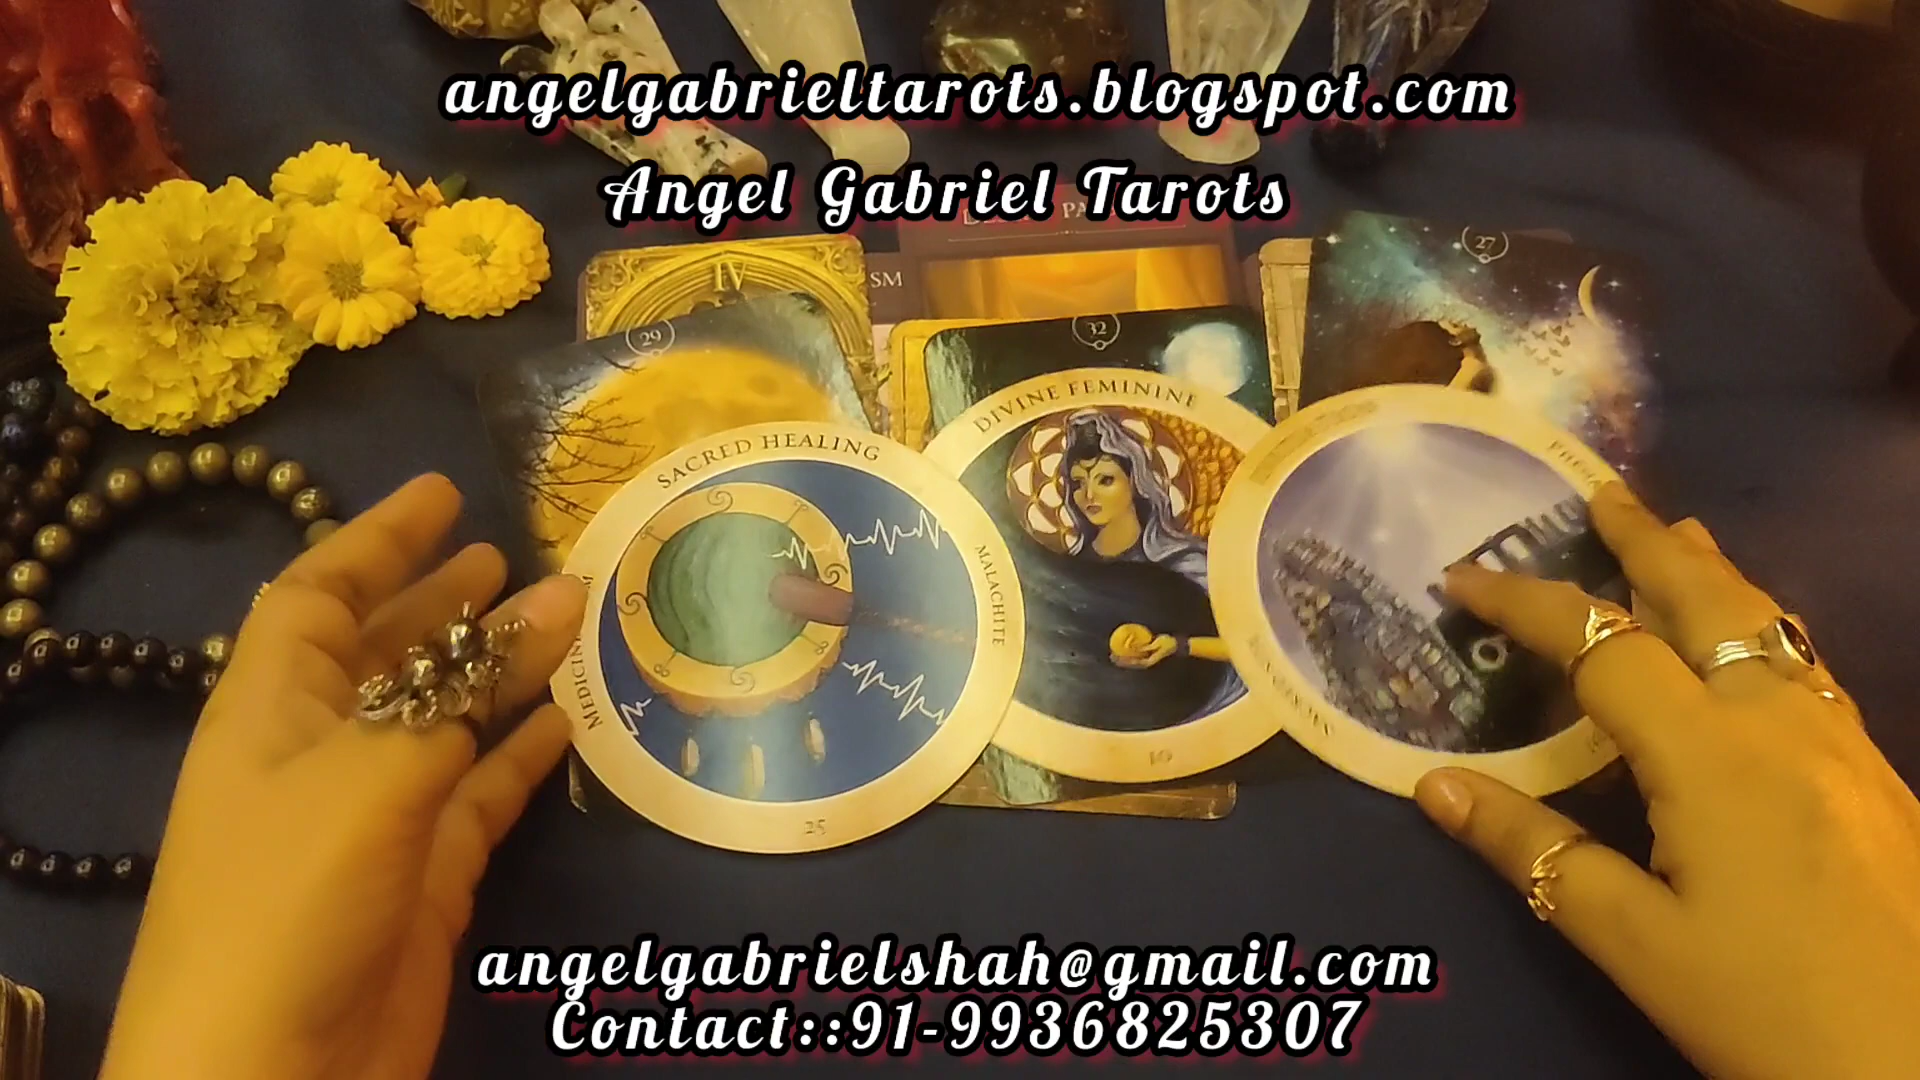 angelgabrieltarots.blogspot.com
Angel Gabriel Tarots
IV
SM
27
29
32
SACRED HEALING
MALACHITE
25
DIVINE FEMININE
10
angelgabrielshah@gmail.com
Contact::91-9936825307